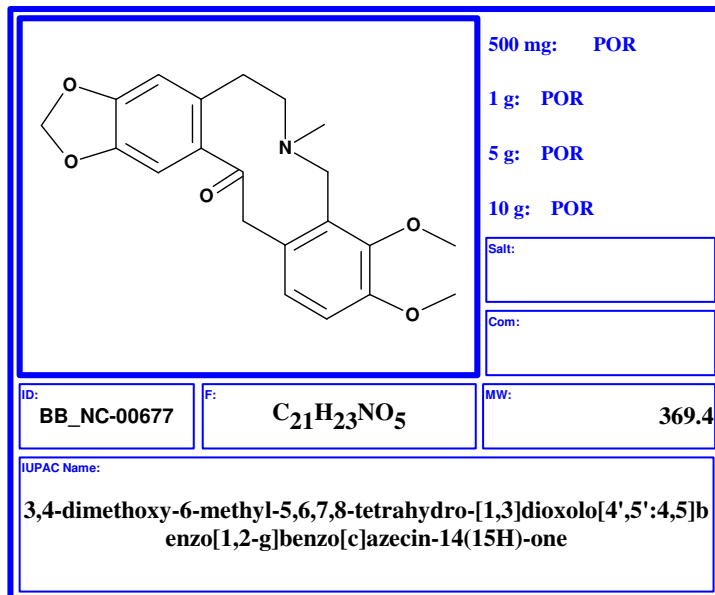 O
O
O
N
O
O
500 mg: POR
1 g: POR
5 g: POR
10 g: POR
Salt:
Com:
ID:
BB_NC-00677
F:
C21H23NO5
MW:
369.4
IUPAC Name:
3,4-dimethoxy-6-methyl-5,6,7,8-tetrahydro-[1,3]dioxolo[4',5':4,5]b
enzo[1,2-g]benzo[c]azecin-14(15H)-one